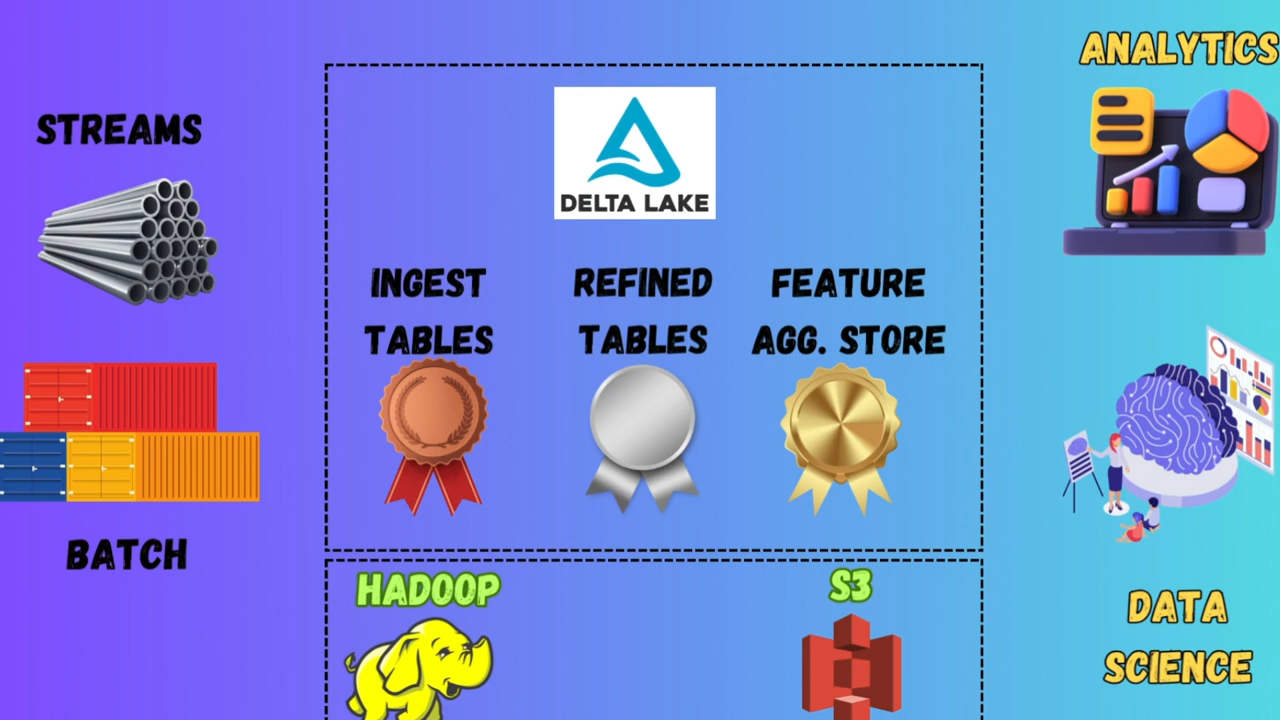 STREAMS
BATCH
DELTA LAKE
INGEST
TABLES
REFINED
TABLES
FEATURE
AGG. STORE
HADOOP
S3
ANALYTICS
DATA
SCIENCE